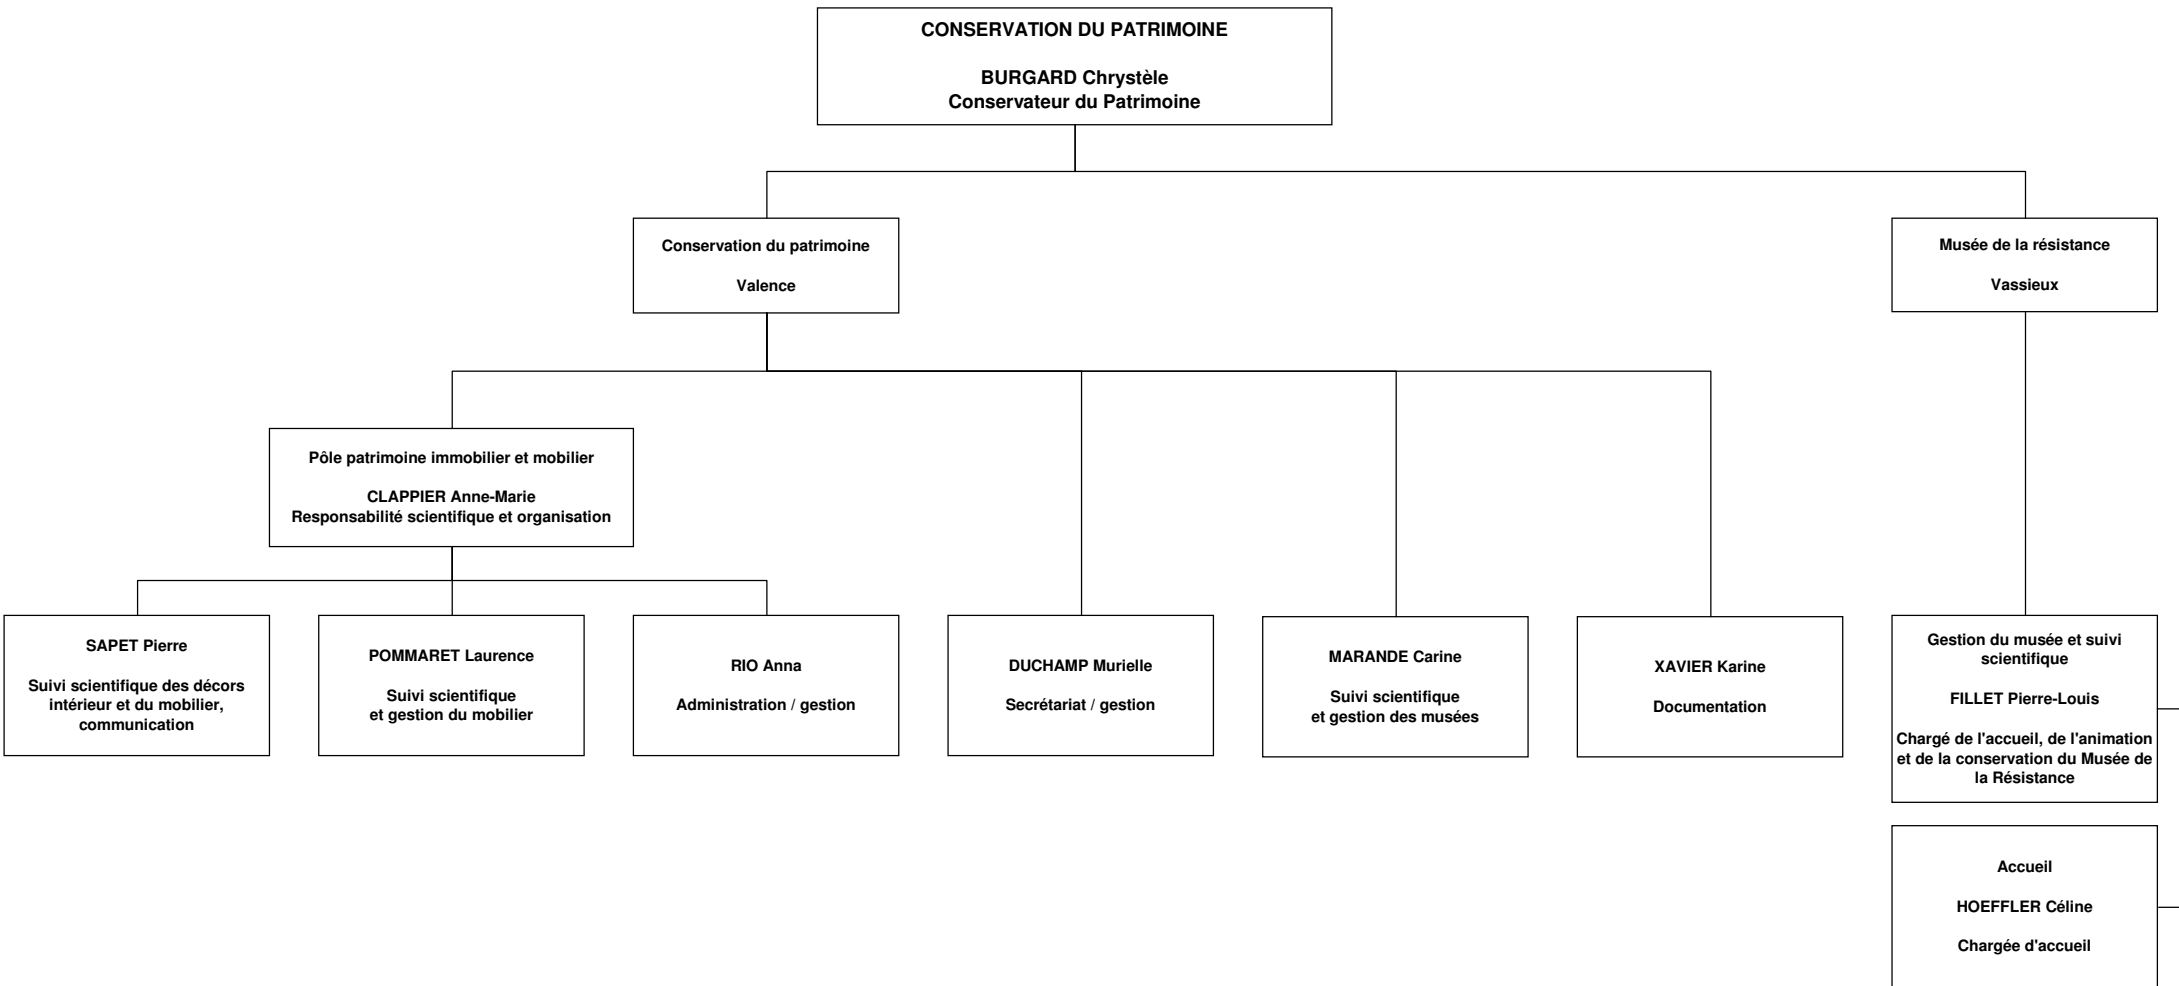 CONSERVATION DU PATRIMOINE
BURGARD Chrystèle
Conservateur du Patrimoine
Conservation du patrimoine
Valence
Musée de la résistance
Vassieux
Pôle patrimoine immobilier et mobilier
CLAPPIER Anne-Marie
Responsabilité scientifique et organisation
SAPET Pierre
Suivi scientifique des décors
intérieur et du mobilier,
communication
POMMARET Laurence
Suivi scientifique
et gestion du mobilier
RIO Anna
Administration / gestion
DUCHAMP Murielle
Secrétariat / gestion
MARANDE Carine
Suivi scientifique
et gestion des musées
XAVIER Karine
Documentation
Gestion du musée et suivi
scientifique
FILLET Pierre-Louis
Chargé de l'accueil, de l'animation
et de la conservation du Musée de
la Résistance
Accueil
HOEFFLER Céline
Chargée d'accueil